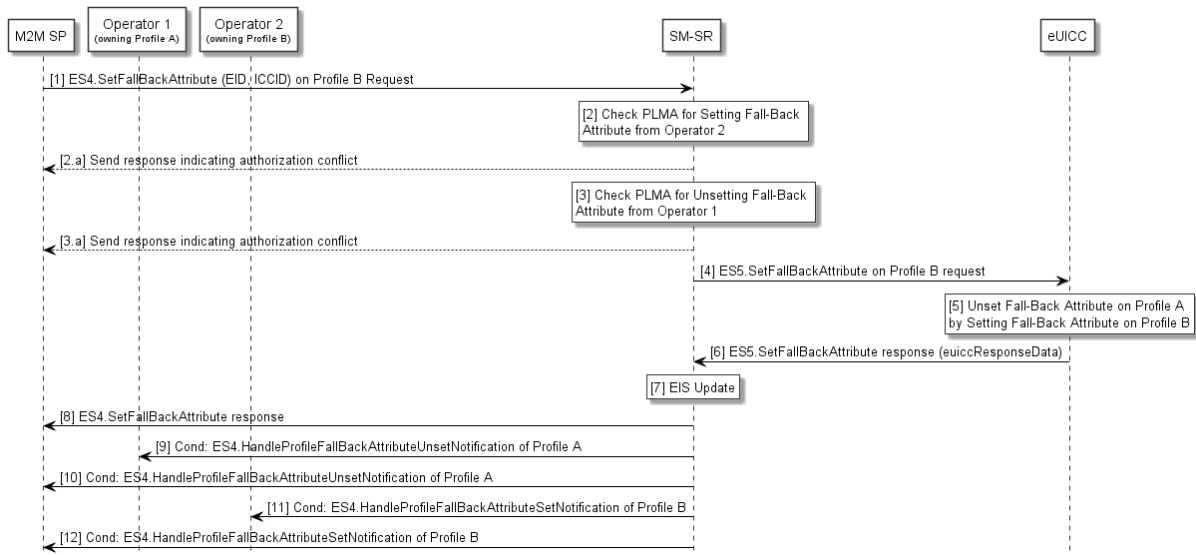 M2M SP
Operator 1
(owning Profile A)
Operator 2
(owning Profile B)
SM-SR
eUICC
[1] ES4.SetFallBackAttribute (EID, ICCID) on Profile B Request
[2] Check PLMA for Setting Fall-Back
Attribute from Operator 2
[2.a] Send response indicating authorization conflict
[3] Check PLMA for Unsetting Fall-Back
Attribute from Operator 1
[3.a] Send response indicating authorization conflict
[4] ES5.SetFallBackAttribute on Profile B request
[5] Unset Fall-Back Attribute on Profile A
by Setting Fall-Back Attribute on Profile B
[6] ES5.SetFallBackAttribute response (euiccResponseData)
[7] EIS Update
[8] ES4.SetFallBackAttribute response
[9] Cond: ES4.HandleProfileFallBackAttributeUnsetNotification of Profile A
[10] Cond: ES4.HandleProfileFallBackAttributeUnsetNotification of Profile A
[11] Cond: ES4.HandleProfileFallBackAttributeSetNotification of Profile B
[12] Cond: ES4.HandleProfileFallBackAttributeSetNotification of Profile B